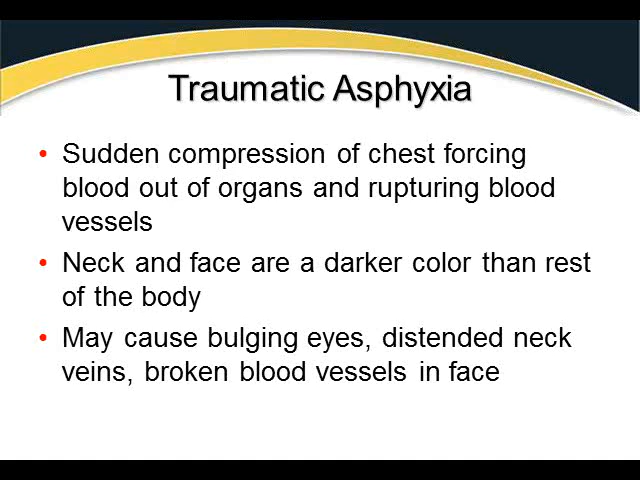 Traumatic Asphyxia
• Sudden compression of chest forcing
blood out of organs and rupturing blood
vessels
• Neck and face are a darker color than rest
of the body
• May cause bulging eyes, distended neck
veins, broken blood vessels in face